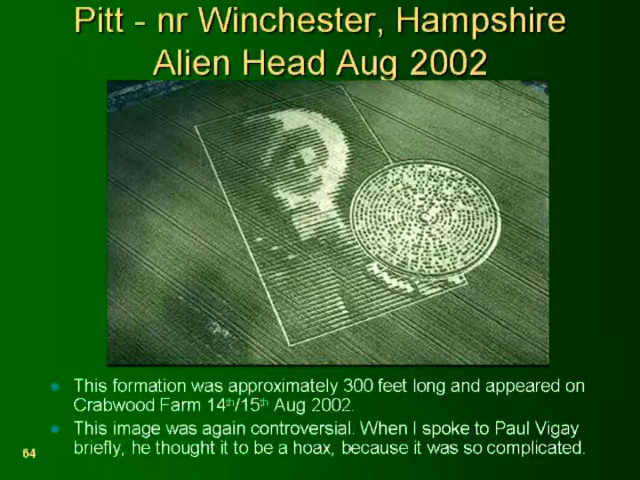 Pitt - nr Winchester, Hampshire
Alien Head Aug 2002
This formation was approximately 300 feet long and appeared on
Crabwood Farm 14th/15th Aug 2002.
This image was again controversial. When I spoke to Paul Vigay
briefly, he thought it to be a hoax, because it was so complicated.
64